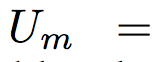 U_m =